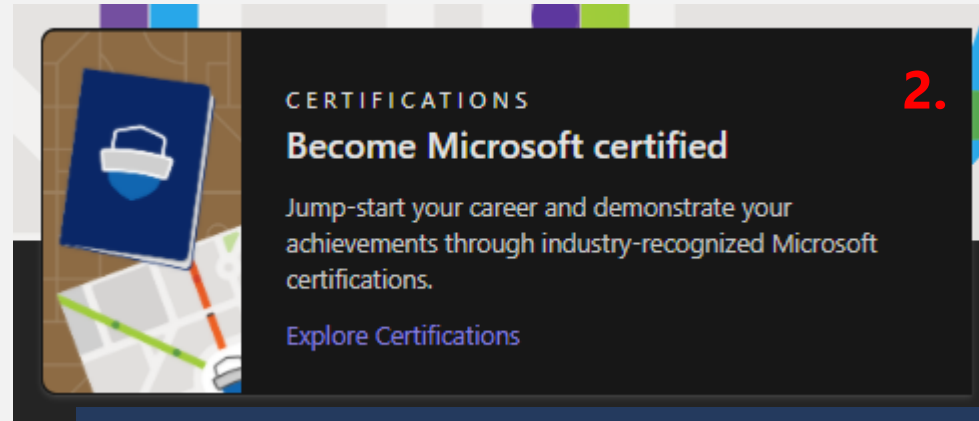 CERTIFICATIONS
2.
Become Microsoft certified
Jump-start your career and demonstrate your
achievements through industry-recognized Microsoft
certifications.
Explore Certifications